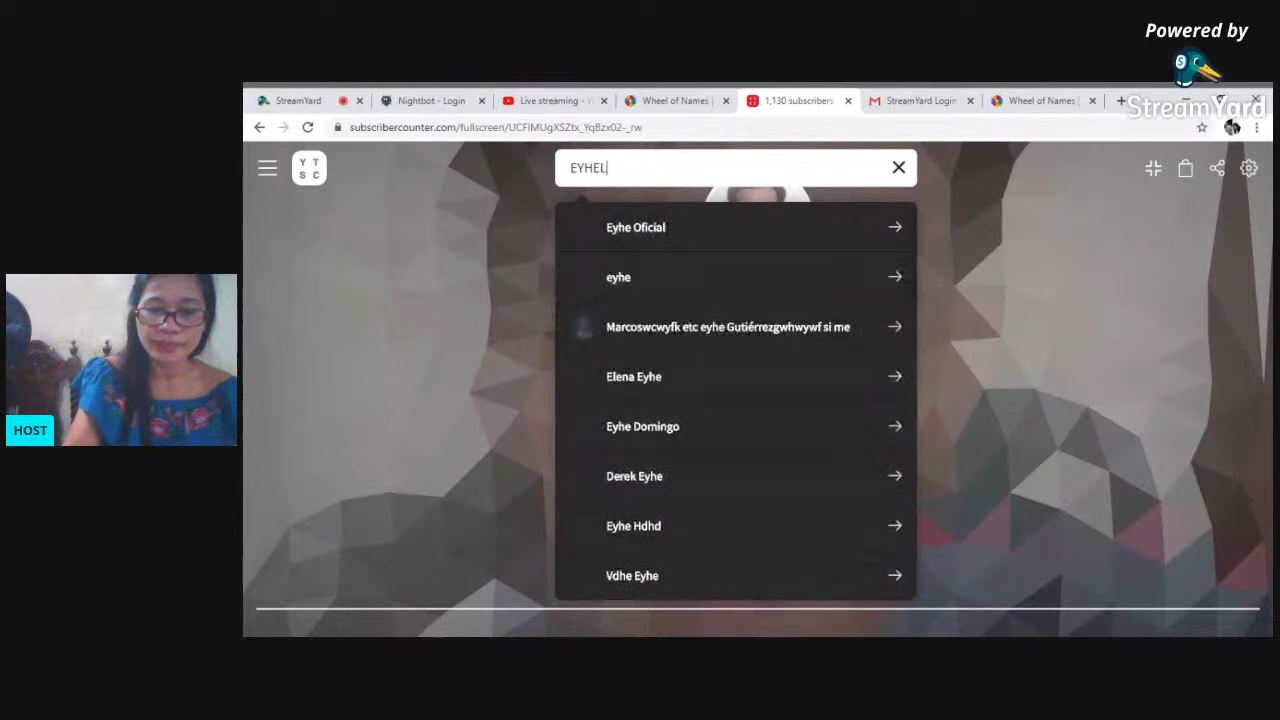 Powered by
StreamYard
StreamYard
Nightbot - Login
Live streaming - Y
Wheel of Names |
1,130 subscribers
StreamYard Login
Wheel of Names |
subscribercounter.com/fullscreen/UCFIMUgXSZtx_YqBzx02-_rw
Y T
S C
EYHEL
Eyhe Oficial
eyhe
Marcoswcwyfk etc eyhe Gutiérrezgwhwywf si me
Elena Eyhe
Eyhe Domingo
Derek Eyhe
Eyhe Hdhd
Vdhe Eyhe
HOST